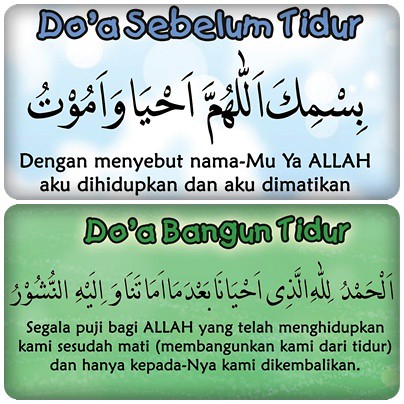 Do'a Sebelum Tidur
بِسْمِكَ اَللّٰهُمَّ اَحْيَا وَ اَمُوْتُ
Dengan menyebut nama-Mu Ya ALLAH
aku dihidupkan dan aku dimatikan
Do'a Bangun Tidur
اَلْحَمْدُ لِلّٰهِ الَّذِى اَحْيَانَا بَعْدَ مَا اَمَاتَنَا وَ اِلَيْهِ النُّشُوْرُ
Segala puji bagi ALLAH yang telah menghidupkan
kami sesudah mati (membangunkan kami dari tidur)
dan hanya kepada-Nya kami dikembalikan.